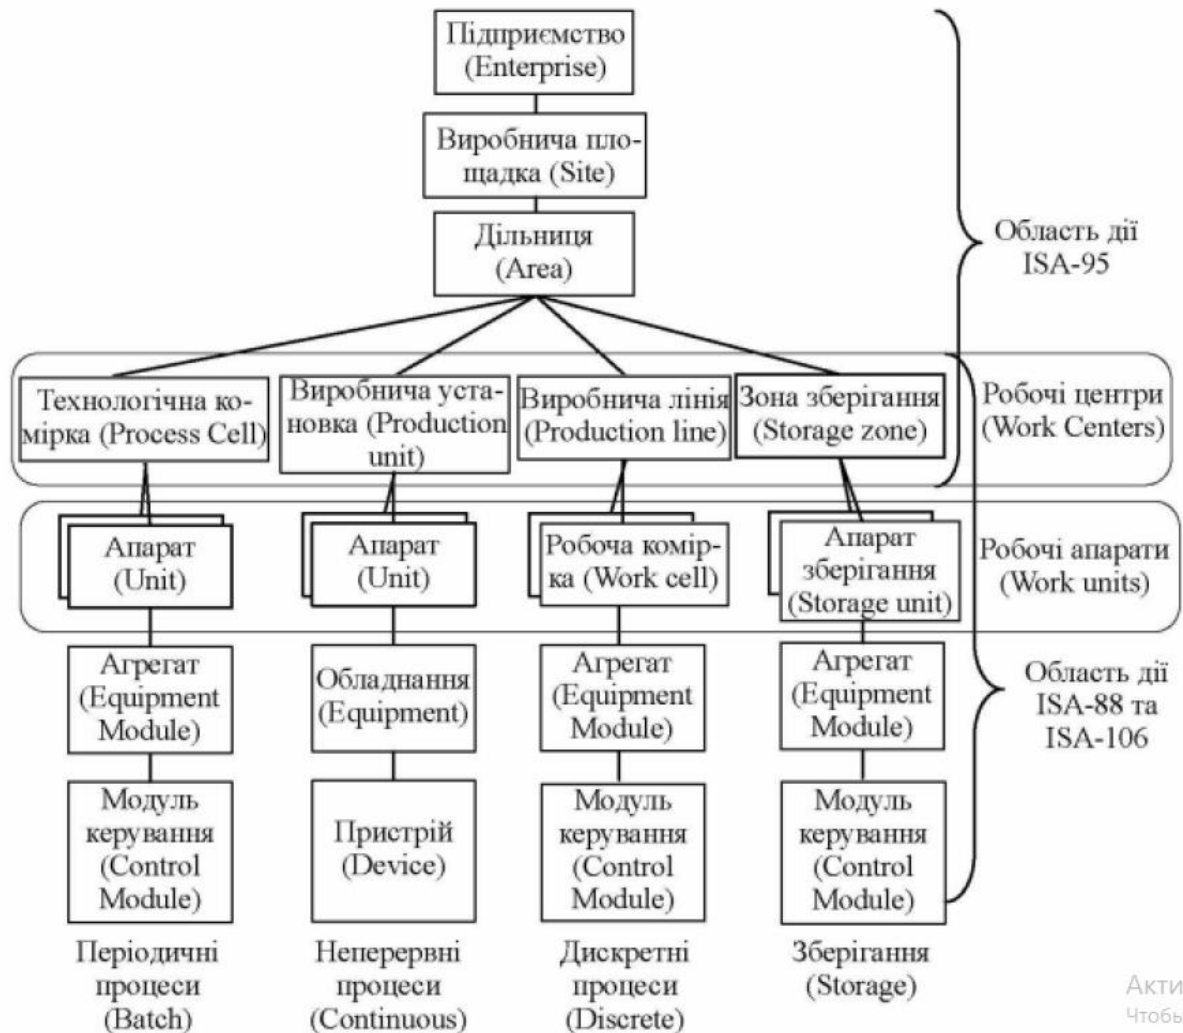 Підприємство
(Enterprise)
Виробнича пло-
щадка (Site)
Дільниця
(Area)
Область дії
ISA-95
Технологічна ко-
мірка (Process Cell)
Виробнича уста-
новка (Production
unit)
Виробнича лінія
(Production line)
Зона зберігання
(Storage zone)
Робочі центри
(Work Centers)
Апарат
(Unit)
Апарат
(Unit)
Робоча комір-
ка (Work cell)
Апарат
зберігання
(Storage unit)
Робочі апарати
(Work units)
Агрегат
(Equipment
Module)
Обладнання
(Equipment)
Агрегат
(Equipment
Module)
Агрегат
(Equipment
Module)
Область дії
ISA-88 та
ISA-106
Модуль
керування
(Control
Module)
Пристрій
(Device)
Модуль
керування
(Control
Module)
Модуль
керування
(Control
Module)
Періодичні
процеси
(Batch)
Неперервні
процеси
(Continuous)
Дискретні
процеси
(Discrete)
Зберігання
(Storage)
Акти
Чтобы